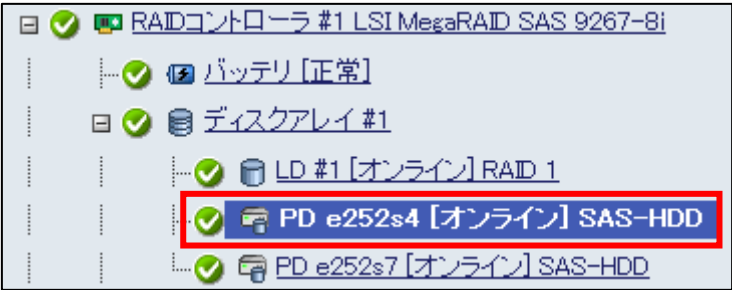 RAIDコントローラ #1 LSI MegaRAID SAS 9267-8i
バッテリ [正常]
ディスクアレイ #1
LD #1 [オンライン] RAID 1
PD e252s4 [オンライン] SAS-HDD
PD e252s7 [オンライン] SAS-HDD